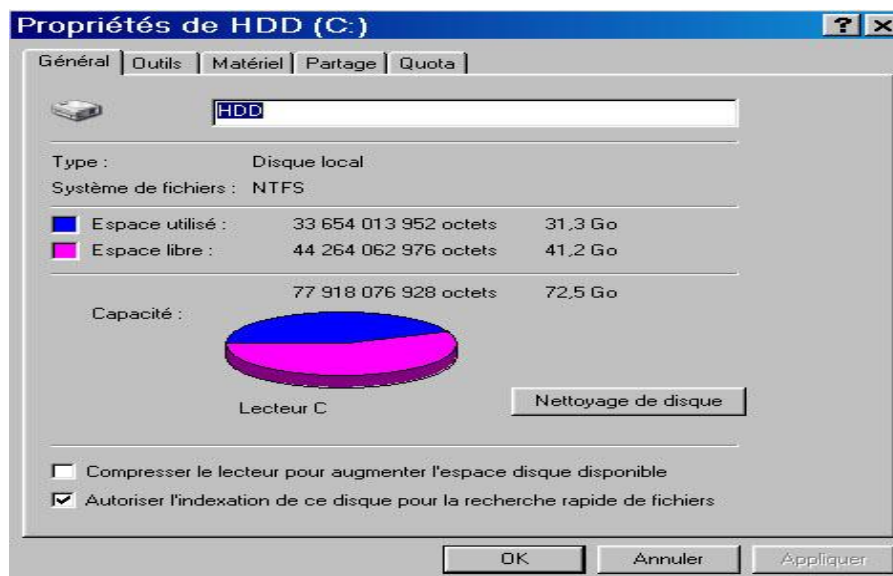 Propriétés de HDD (C:)
Général Outils Matériel Partage Quota
HDD
Type : Disque local
Système de fichiers : NTFS
Espace utilisé : 33 654 013 952 octets 31,3 Go
Espace libre : 44 264 062 976 octets 41,2 Go
77 918 076 928 octets 72,5 Go
Capacité :
Lecteur C
Nettoyage de disque
Compresser le lecteur pour augmenter l'espace disque disponible
Autoriser l'indexation de ce disque pour la recherche rapide de fichiers
OK Annuler Appliquer